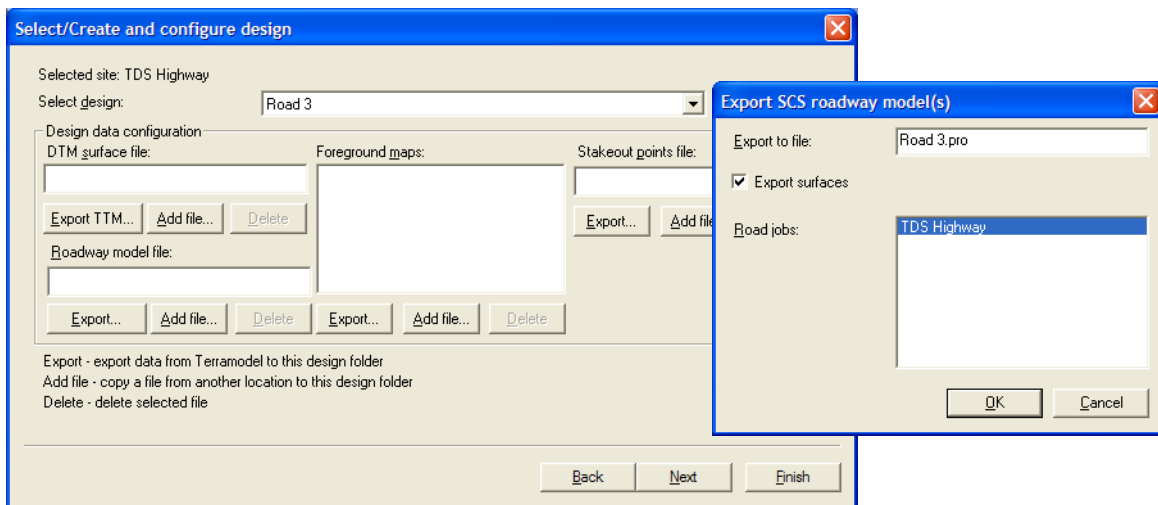 Select/Create and configure design
Selected site: TDS Highway
Select design:
Road 3
Design data configuration
DTM surface file:
Foreground maps:
Stakeout points file:
Export TTM...
Add file...
Delete
Export...
Add file
Roadway model file:
Export...
Add file...
Delete
Export...
Add file...
Delete
Export - export data from Terramodel to this design folder
Add file - copy a file from another location to this design folder
Delete - delete selected file
Back
Next
Finish
Export SCS roadway model(s)
Export to file:
Road 3.pro
Export surfaces
Road jobs:
TDS Highway
OK
Cancel